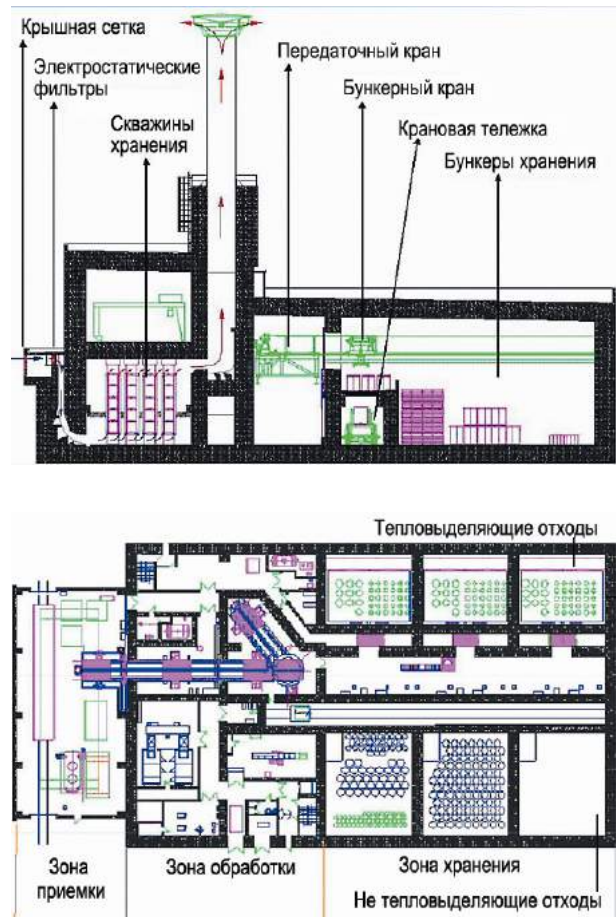 Крышная сетка
Электростатические
фильтры
Скважины
хранения
Передаточный кран
Бункерный кран
Крановая тележка
Бункеры хранения
Тепловыделяющие отходы
Зона
приемки
Зона обработки
Зона хранения
Не тепловыделяющие отходы